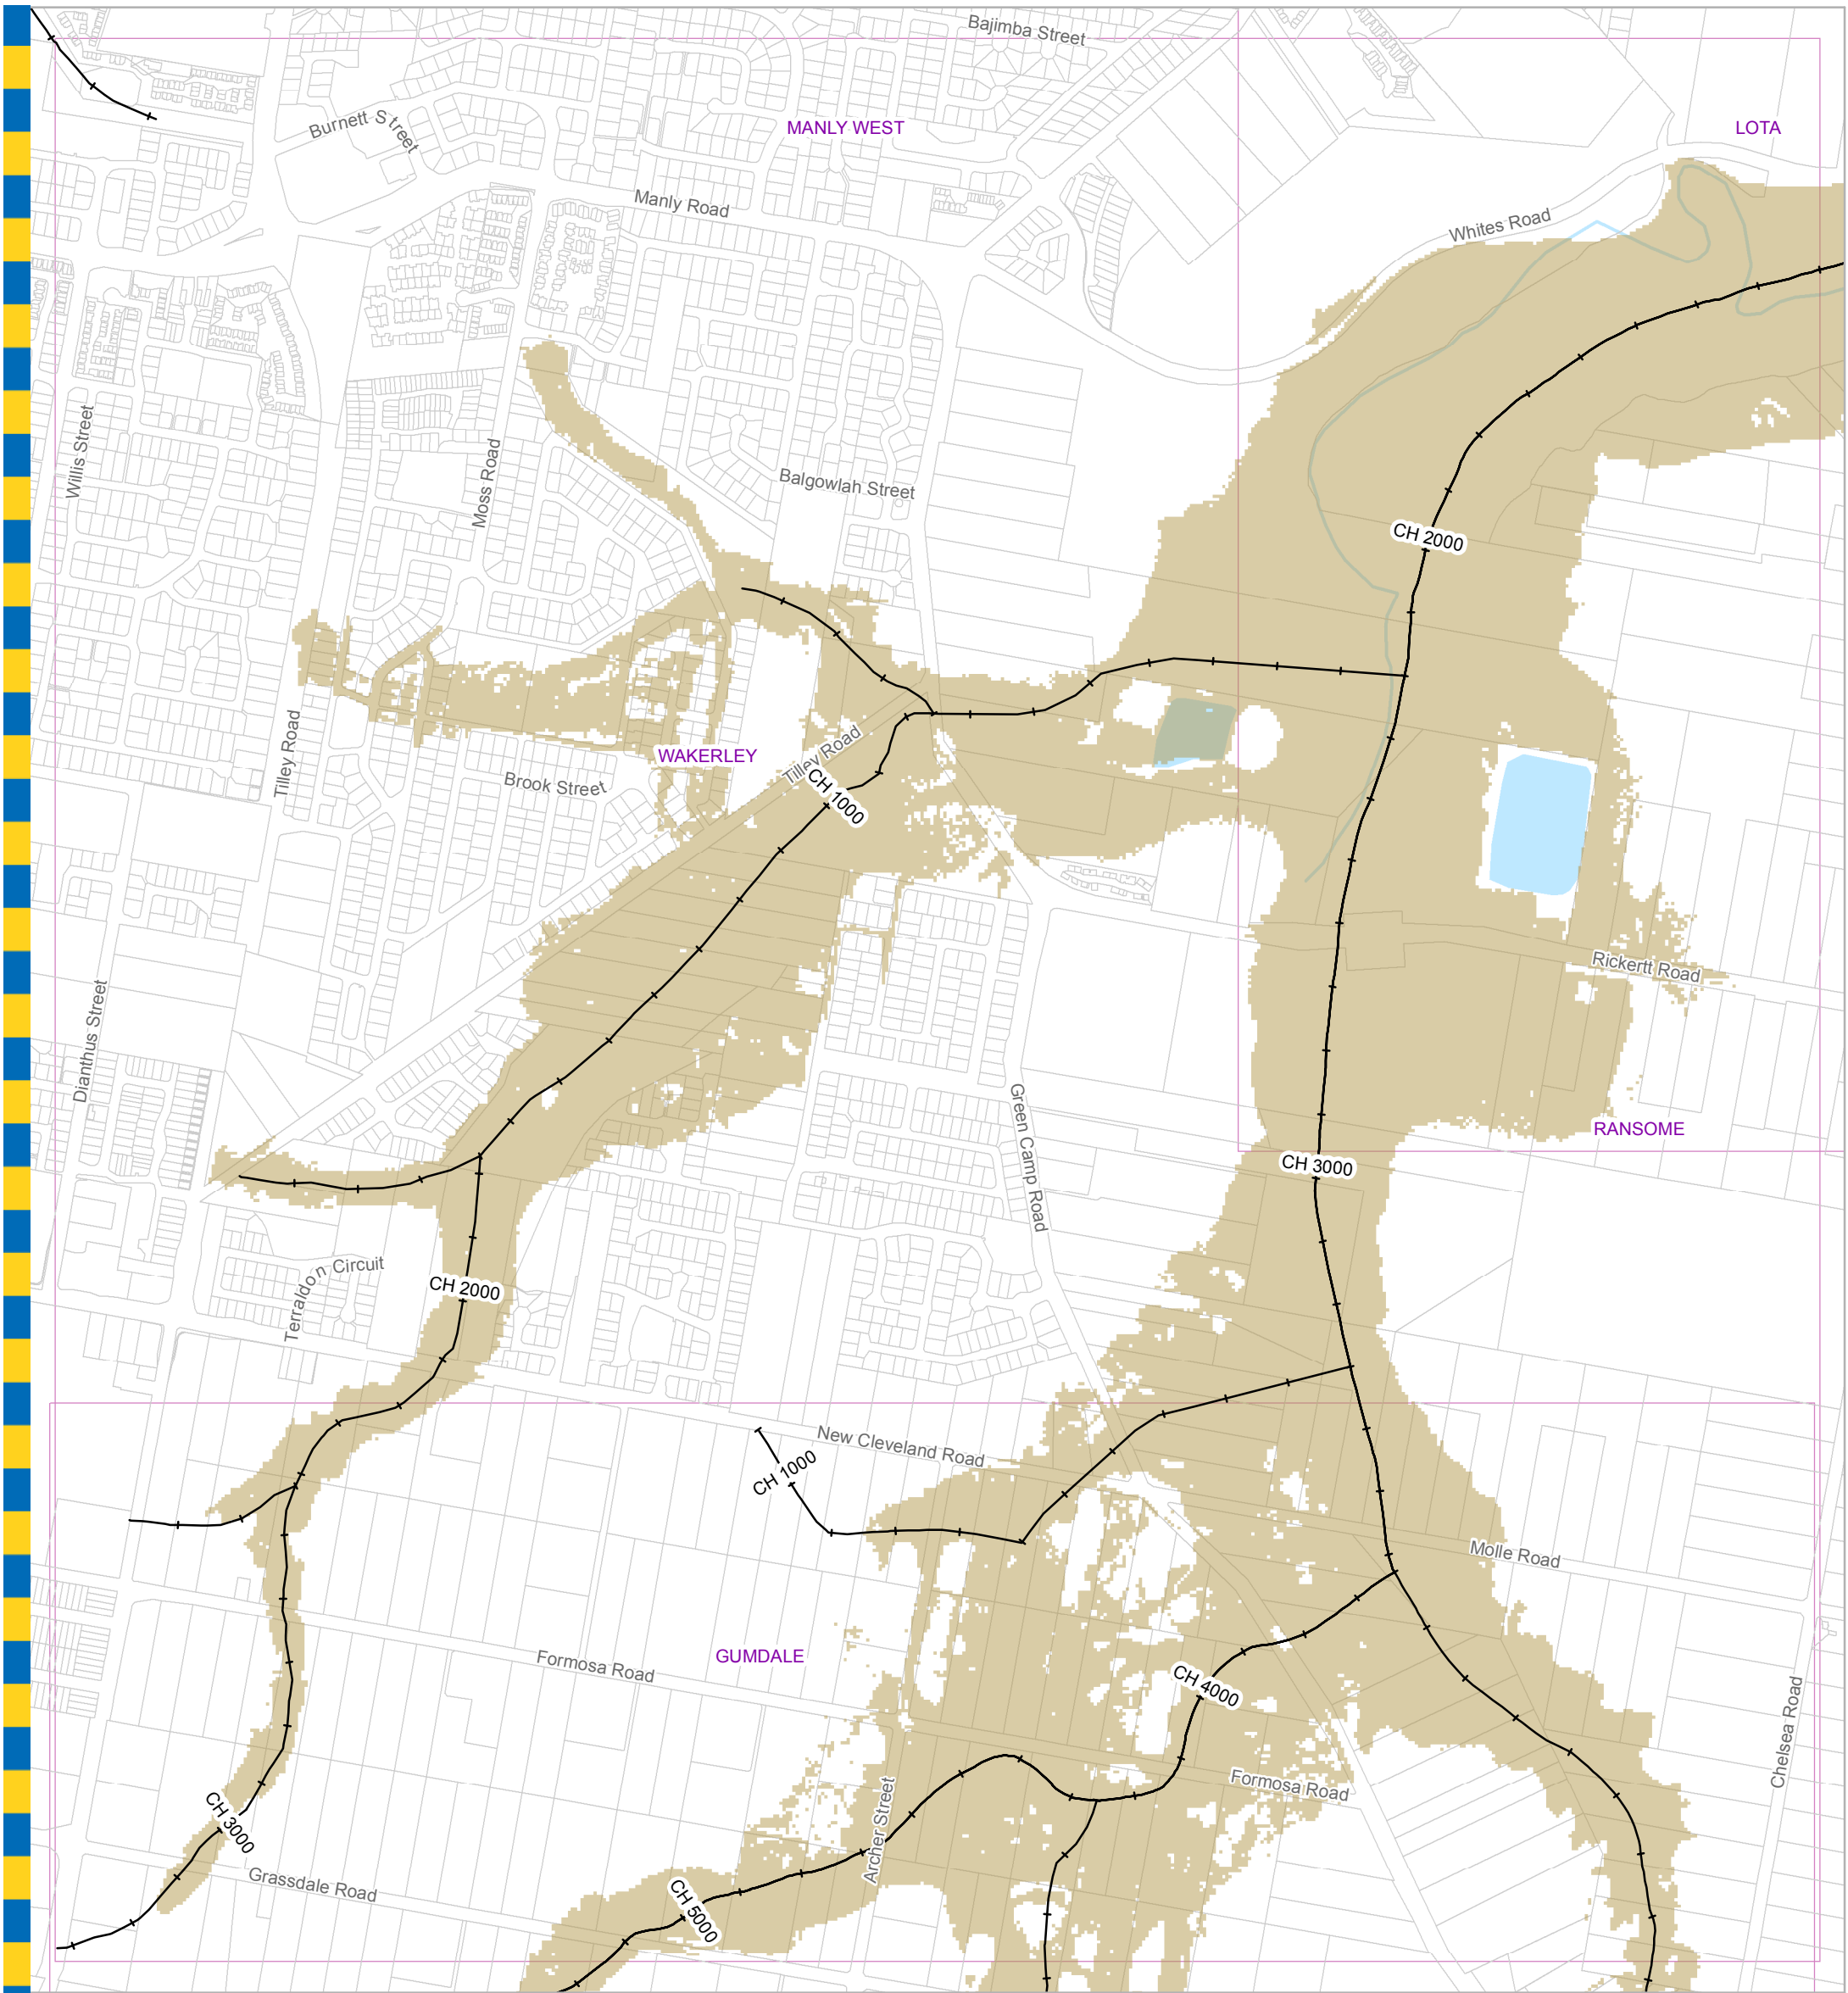 Bajimba Street
Burnett Street
MANLY WEST
LOTA
Manly Road
Whites Road
Willis Street
Moss Road
Balgowlah Street
CH 2000
Tilley Road
WAKERLEY
Tilley Road
Brook Street
CH 1000
Rickertt Road
Dianthus Street
Green Camp Road
RANSOME
CH 3000
Terraldon Circuit
CH 2000
New Cleveland Road
CH 1000
Molle Road
Formosa Road
GUMDALE
CH 4000
Chelsea Road
Formosa Road
Archer Street
CH 3000
Grassdale Road
CH 5000